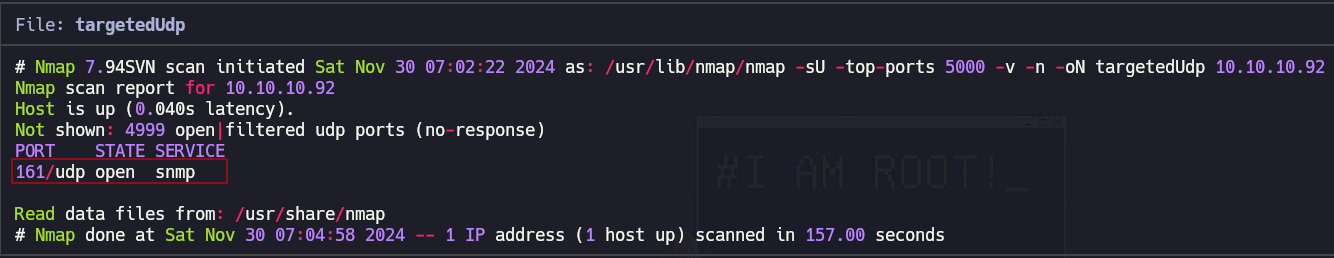 File: targetedUdp
# Nmap 7.94SVN scan initiated Sat Nov 30 07:02:22 2024 as: /usr/lib/nmap/nmap -sU -top-ports 5000 -v -n -oN targetedUdp 10.10.10.92
Nmap scan report for 10.10.10.92
Host is up (0.040s latency).
Not shown: 4999 open|filtered udp ports (no-response)
PORT    STATE SERVICE
161/udp open  snmp
#I AM ROOT!_
Read data files from: /usr/share/nmap
# Nmap done at Sat Nov 30 07:04:58 2024 -- 1 IP address (1 host up) scanned in 157.00 seconds